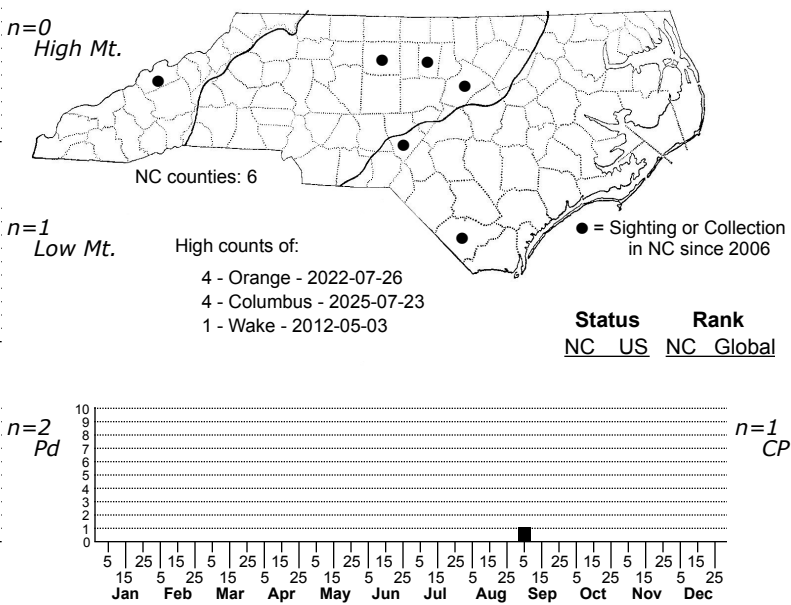 n=0
High Mt.
NC counties: 6
n=1
Low Mt.
High counts of:
4 - Orange - 2022-07-26
4 - Columbus - 2025-07-23
1 - Wake - 2012-05-03
● = Sighting or Collection
in NC since 2006
Status Rank
NC US NC Global
n=2
Pd
10
9
8
7
6
5
4
3
2
1
0
n=1
CP
5 25 15 5 25 15 5 25 15 5 25 15 5 25 15 5 25 15
15 5 25 15 5 25 15 5 25 15 5 25 15 5 25 15 5 25
Jan Feb Mar Apr May Jun Jul Aug Sep Oct Nov Dec